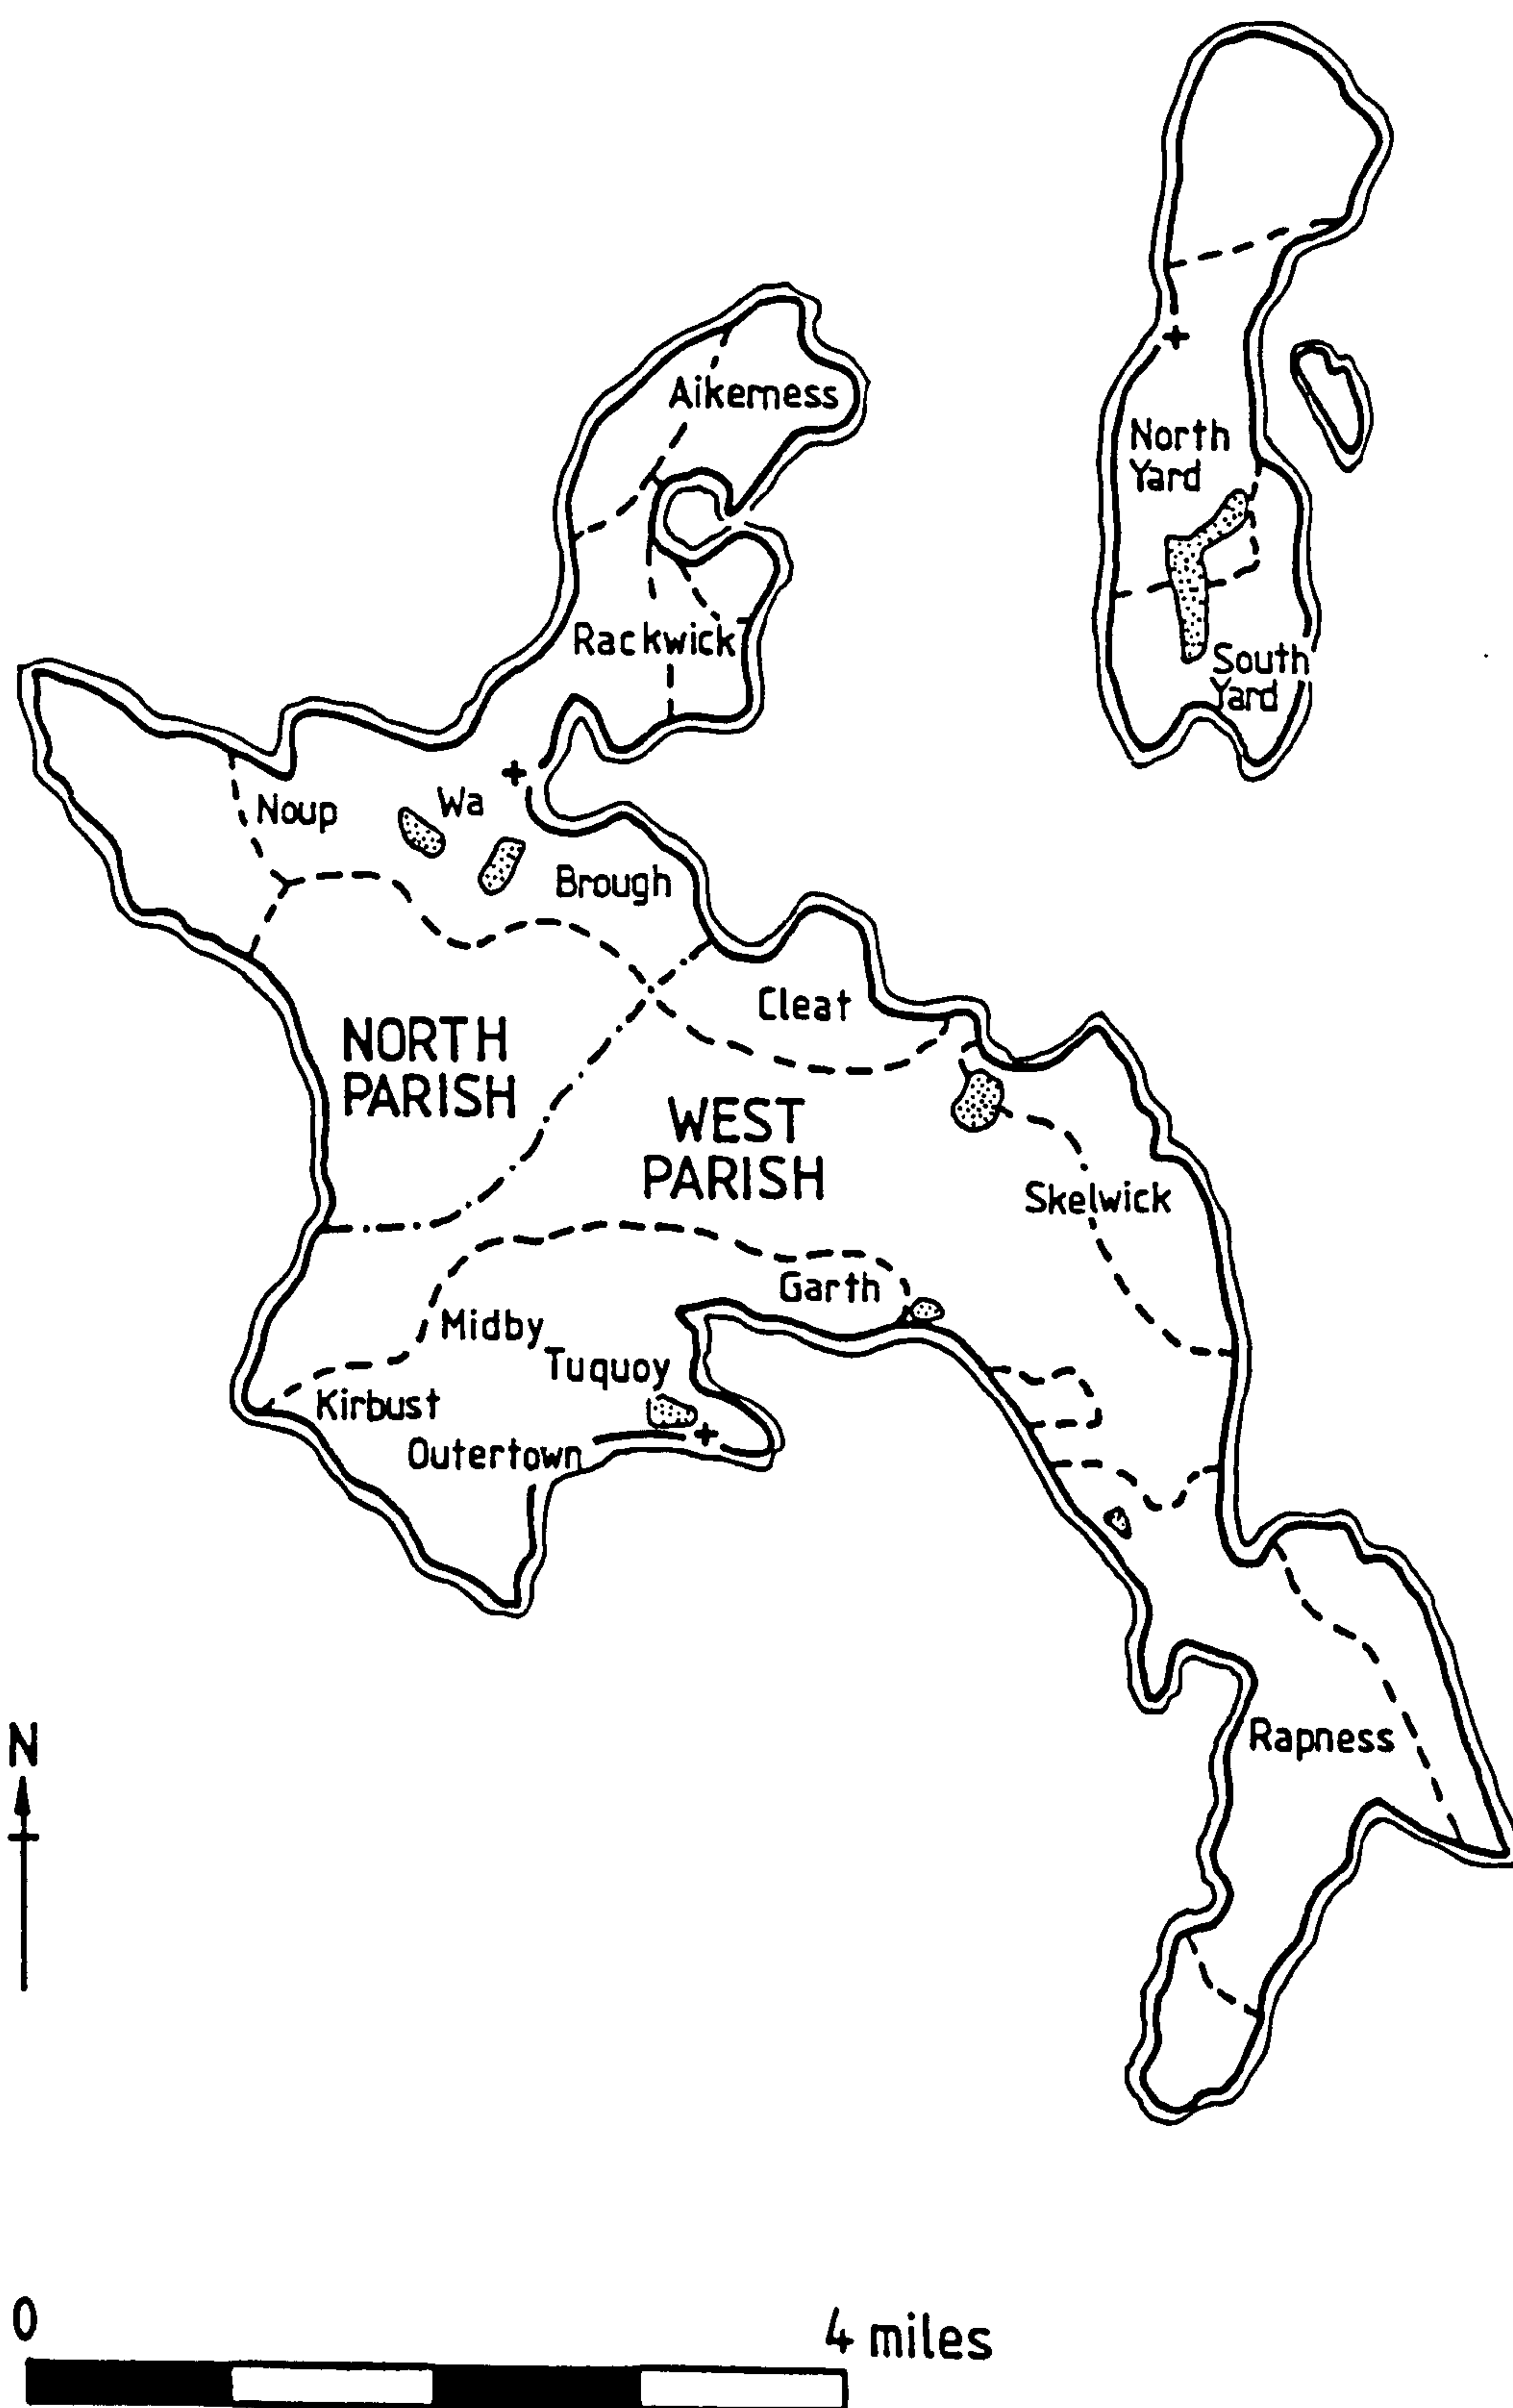 Aikerness
North
Yard
Rackwick
South
Yard
Noup
Wa
Brough
Cleat
NORTH
PARISH
WEST
PARISH
Skelwick
Garth
Midby
Tuquoy
Kirbust
Outertown
Rapness
N
0
4 miles